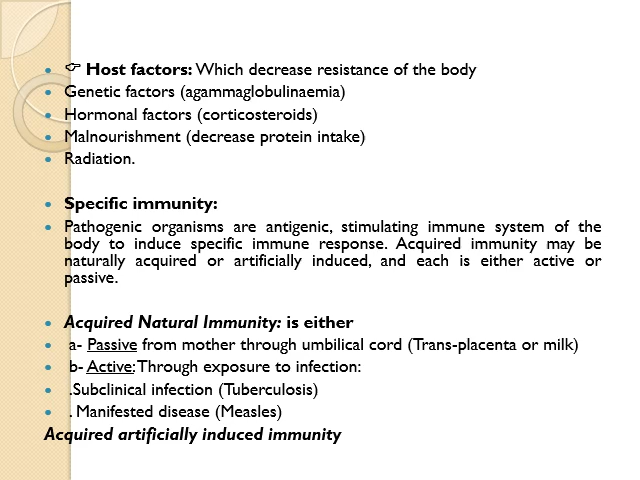 • ☞ Host factors: Which decrease resistance of the body
• Genetic factors (agammaglobulinaemia)
• Hormonal factors (corticosteroids)
• Malnourishment (decrease protein intake)
• Radiation.
• Specific immunity:
• Pathogenic organisms are antigenic, stimulating immune system of the
body to induce specific immune response. Acquired immunity may be
naturally acquired or artificially induced, and each is either active or
passive.
• Acquired Natural Immunity: is either
• a- Passive from mother through umbilical cord (Trans-placenta or milk)
• b- Active: Through exposure to infection:
• .Subclinical infection (Tuberculosis)
• . Manifested disease (Measles)
Acquired artificially induced immunity